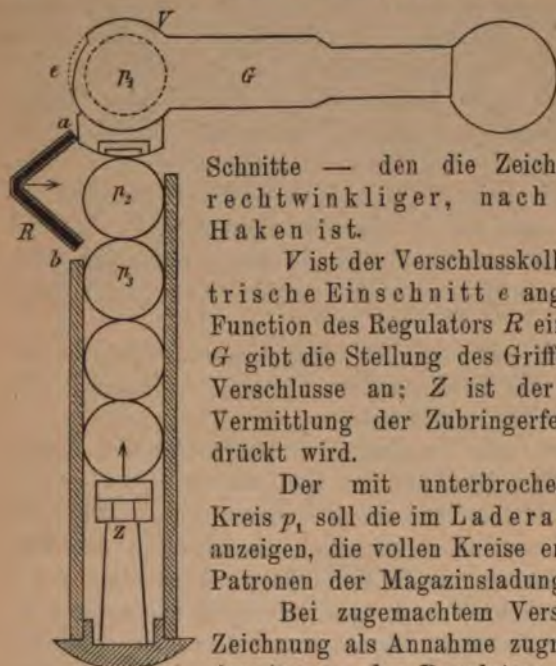 V
e
p₁
G
a
p₂
R
b
p₃
Z
Schnitte — den die Zeich
rechtwinkliger, nach
Haken ist.
V ist der Verschlusskoll
trische Einschnitt e ang
Function des Regulators R ei
G gibt die Stellung des Griff
Verschlusse an; Z ist der
Vermittlung der Zubringerfe
drückt wird.
Der mit unterbroche
Kreis p₁ soll die im Ladera
anzeigen, die vollen Kreise e
Patronen der Magazinsladung
Bei zugemachtem Vers
Zeichnung als Annahme zugr